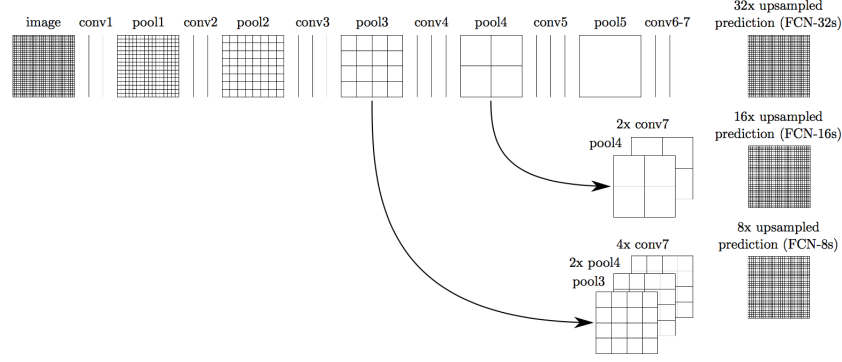 image conv1 pool1 conv2 pool2 conv3 pool3 conv4 pool4 conv5 pool5 conv6-7
32x upsampled
prediction (FCN-32s)
16x upsampled
prediction (FCN-16s)
2x conv7
pool4
8x upsampled
prediction (FCN-8s)
4x conv7
2x pool4
pool3